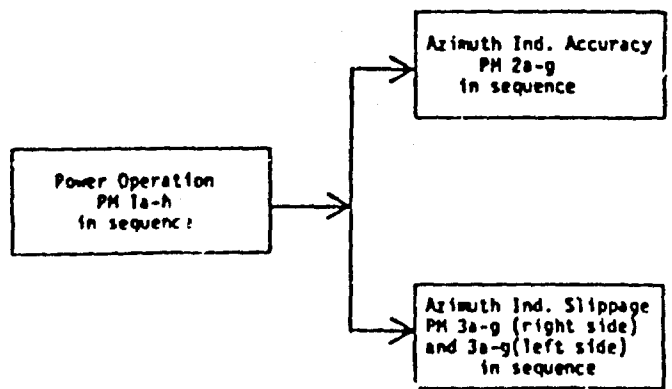 Azimuth Ind. Accuracy
PM 2a-g
in sequence
Power Operation
PM 1a-h
in sequence
Azimuth Ind. Slippage
PM 3a-g (right side)
and 3a-g(left side)
in sequence